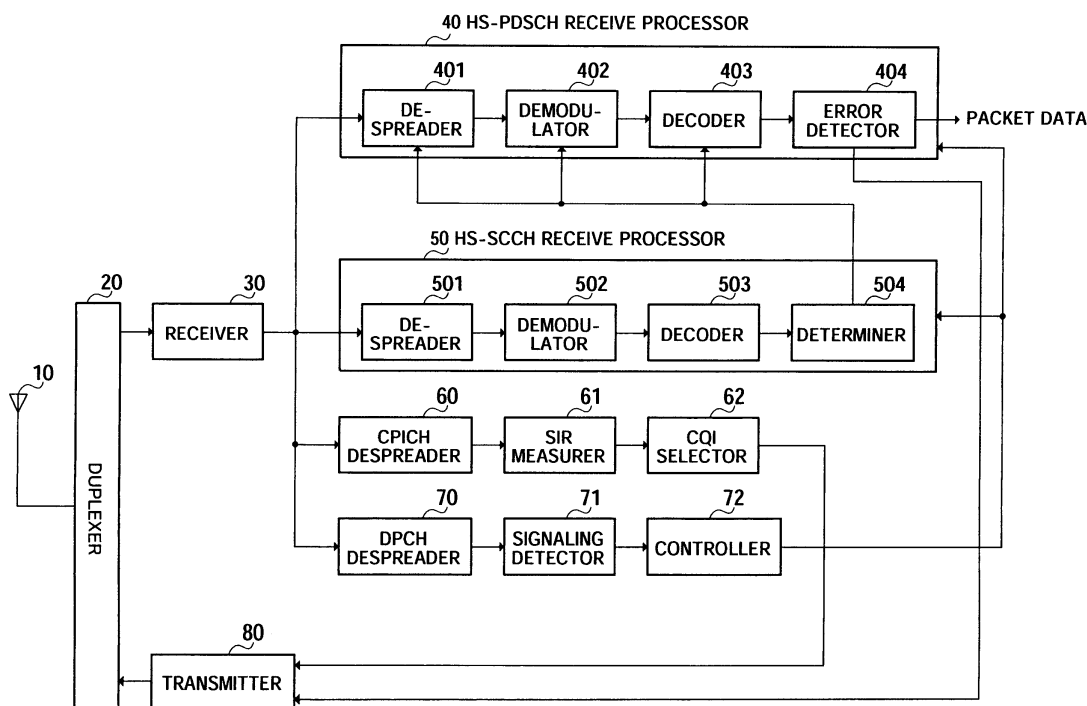 40 HS-PDSCH RECEIVE PROCESSOR
401
402
403
404
DE-
SPREADER
DEMODU-
LATOR
DECODER
ERROR
DETECTOR
PACKET DATA
50 HS-SCCH RECEIVE PROCESSOR
20
30
501
502
503
504
RECEIVER
DE-
SPREADER
DEMODU-
LATOR
DECODER
DETERMINER
10
60
61
62
CPICH
DESPREADER
SIR
MEASURER
CQI
SELECTOR
DUPLEXER
70
71
72
DPCH
DESPREADER
SIGNALING
DETECTOR
CONTROLLER
80
TRANSMITTER